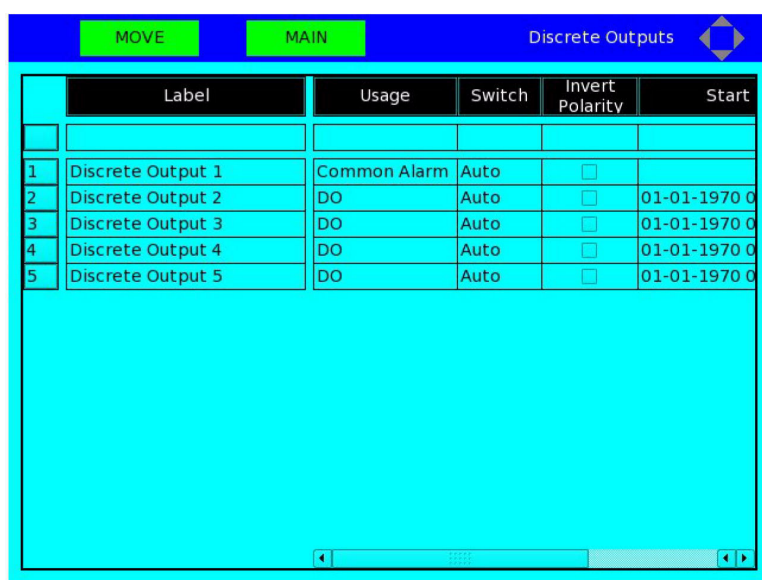 MOVE MAIN Discrete Outputs
Label Usage Switch Invert Polarity Start
1 Discrete Output 1 Common Alarm Auto
2 Discrete Output 2 DO Auto 01-01-1970 0
3 Discrete Output 3 DO Auto 01-01-1970 0
4 Discrete Output 4 DO Auto 01-01-1970 0
5 Discrete Output 5 DO Auto 01-01-1970 0